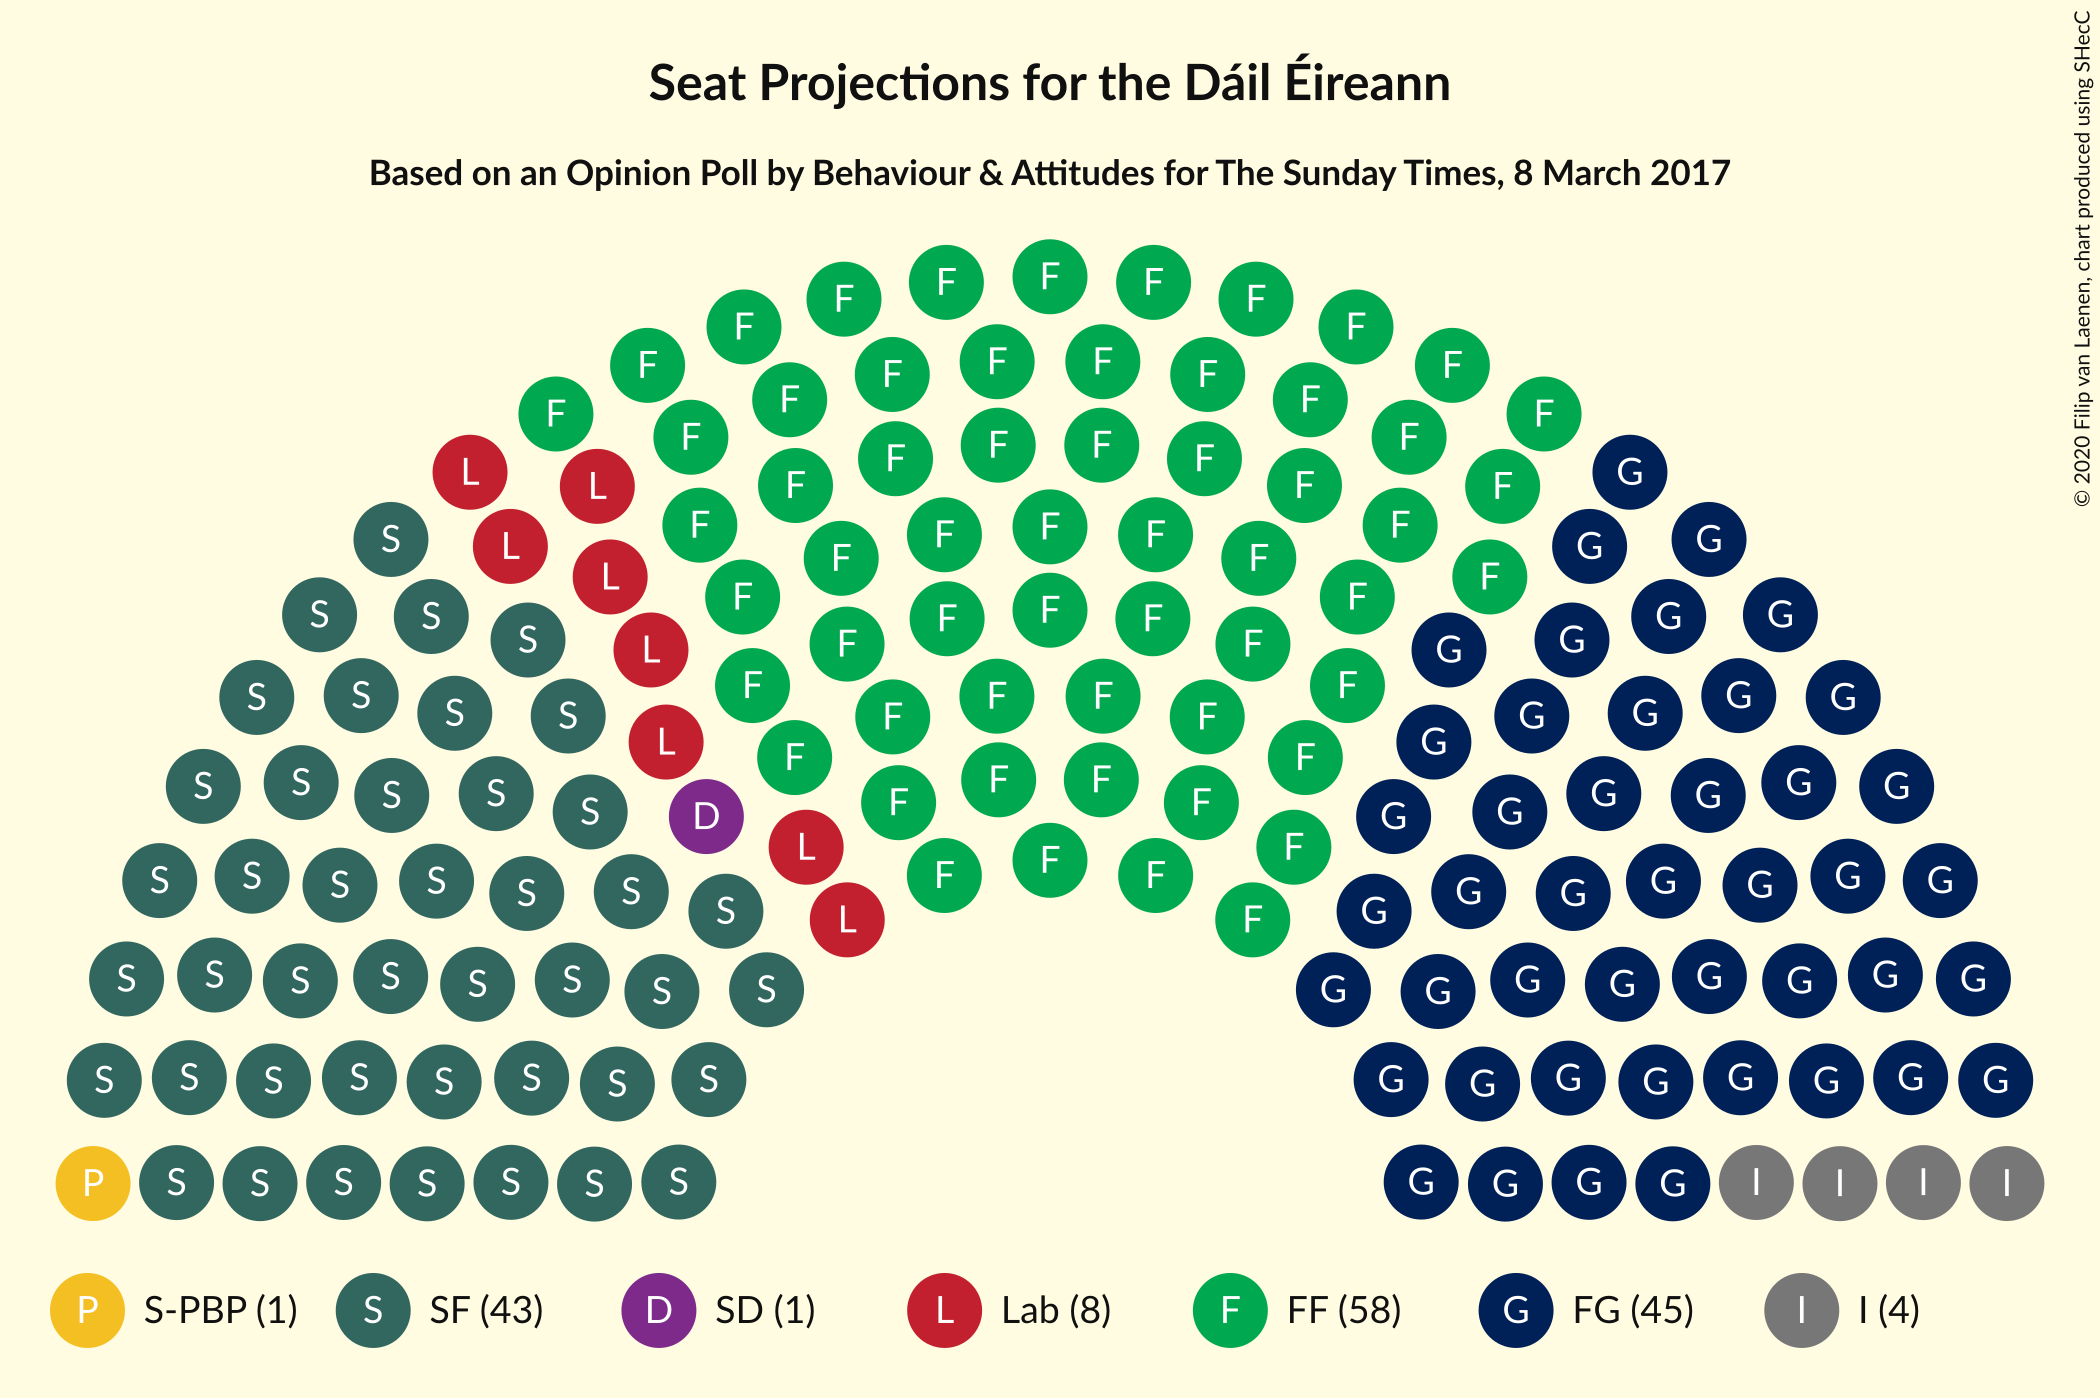 Seat Projections for the Dáil Éireann
Based on an Opinion Poll by Behaviour & Attitudes for The Sunday Times, 8 March 2017
© 2020 Filip van Laenen, chart produced using SHecC
F F F F F F F F F F F
F F F F F F F F
L L F F F F F F F F G
S L L F F F F F F F G G
S S S L F F F F F F F G G G G
S S S S L F F F F F F F G G G G G
S S S S S D F F F F F F G G G G G G
S S S S S S S L L F F F F F G G G G G G G
S S S S S S S S G G G G G G G G
S S S S S S S S G G G G G G G G
P S S S S S S S G G G G I I I I
P S-PBP (1) S SF (43) D SD (1) L Lab (8) F FF (58) G FG (45) I I (4)